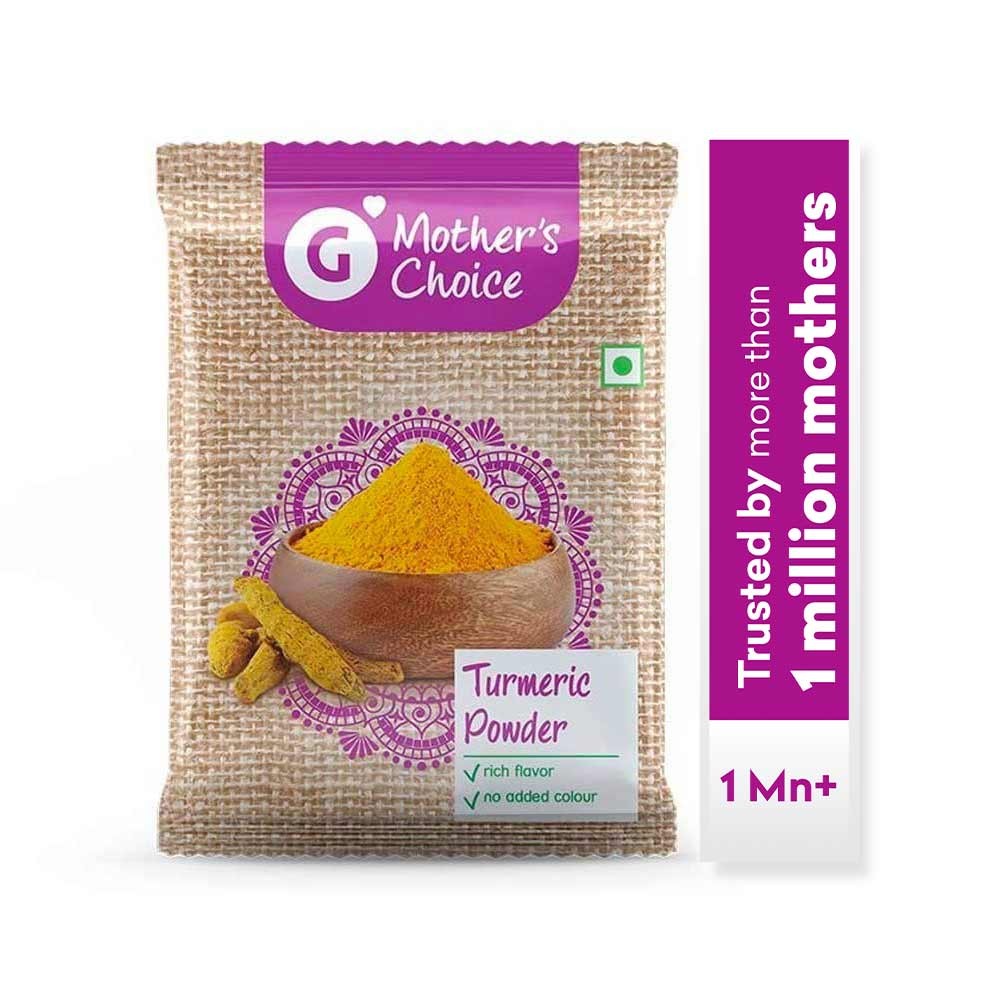 G
Mother's
Choice
Turmeric
Powder
✓ rich flavor
✓ no added colour
Trusted by more than
1 million mothers
1 Mn+